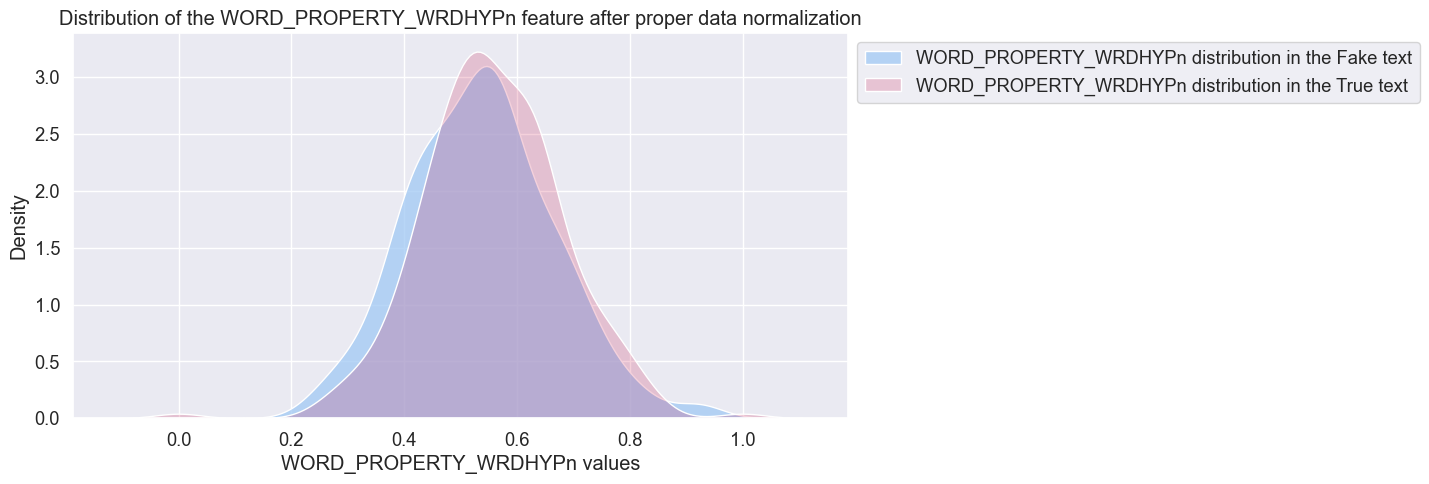 Distribution of the WORD_PROPERTY_WRDHYPn feature after proper data normalization
WORD_PROPERTY_WRDHYPn distribution in the Fake text
WORD_PROPERTY_WRDHYPn distribution in the True text
Density
3.0
2.5
2.0
1.5
1.0
0.5
0.0
0.0 0.2 0.4 0.6 0.8 1.0
WORD_PROPERTY_WRDHYPn values